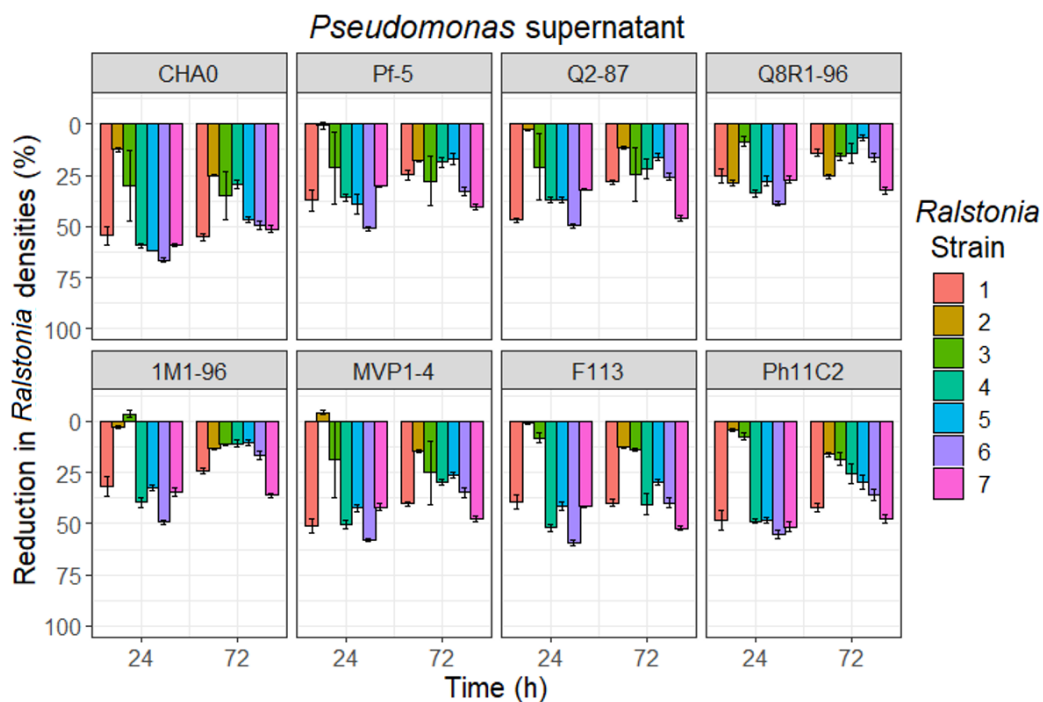 Pseudomonas supernatant
CHA0 Pf-5 Q2-87 Q8R1-96
0
25
50
75
100
1M1-96 MVP1-4 F113 Ph11C2
0
25
50
75
100
24 72 24 72 24 72 24 72
Time (h)
Reduction in Ralstonia densities (%)
Ralstonia
Strain
1
2
3
4
5
6
7